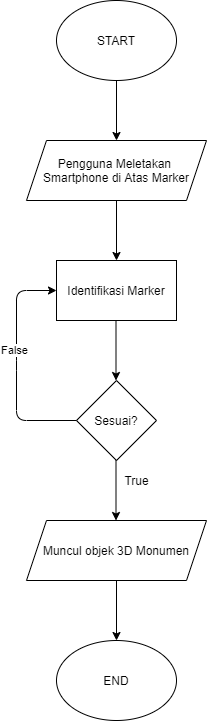 START
Pengguna Meletakan
Smartphone di Atas Marker
Identifikasi Marker
False
Sesuai?
True
Muncul objek 3D Monumen
END